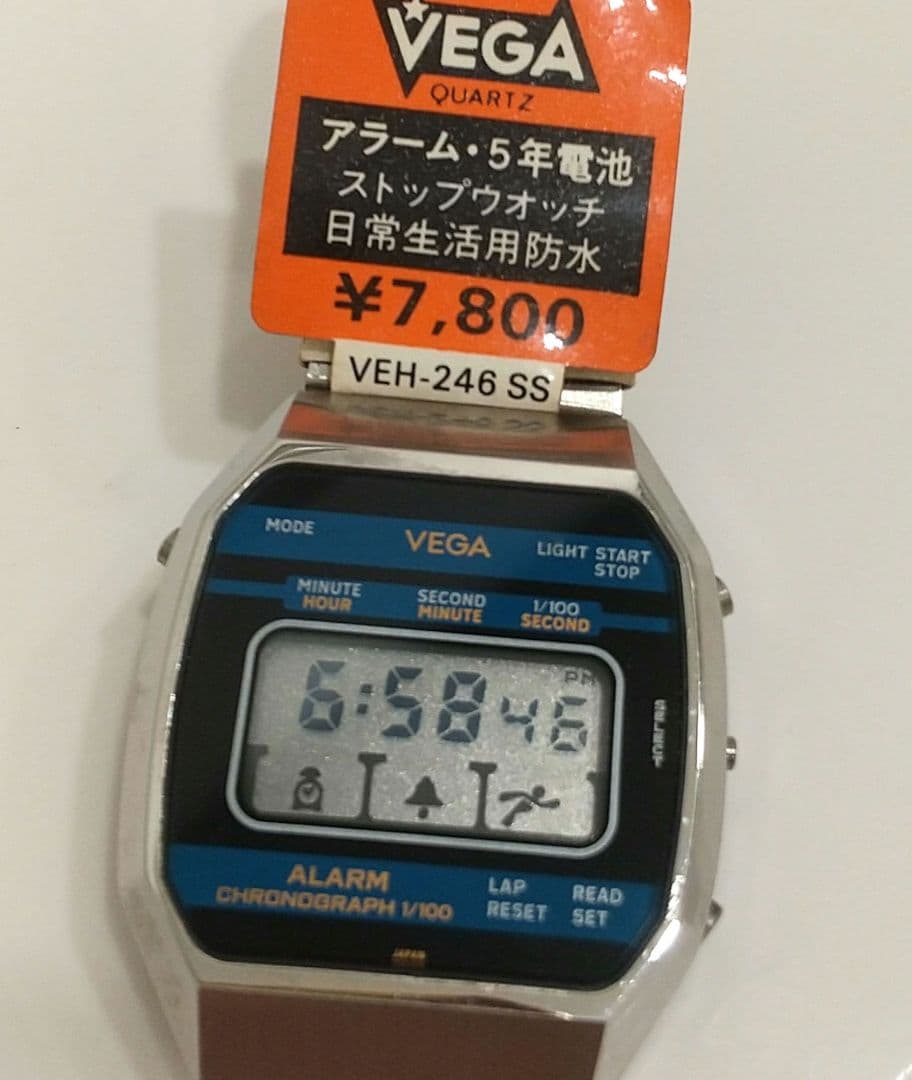 VEGA
QUARTZ
アラーム・5年電池
ストップウオッチ
日常生活用防水
¥7,800
VEH-246 SS
MODE
VEGA
LIGHT START
STOP
MINUTE
HOUR
SECOND
MINUTE
1/100
SECOND
PM
6:58 46
SELECT
ALARM
CHRONOGRAPH 1/100
LAP
RESET
READ
SET
JAPAN